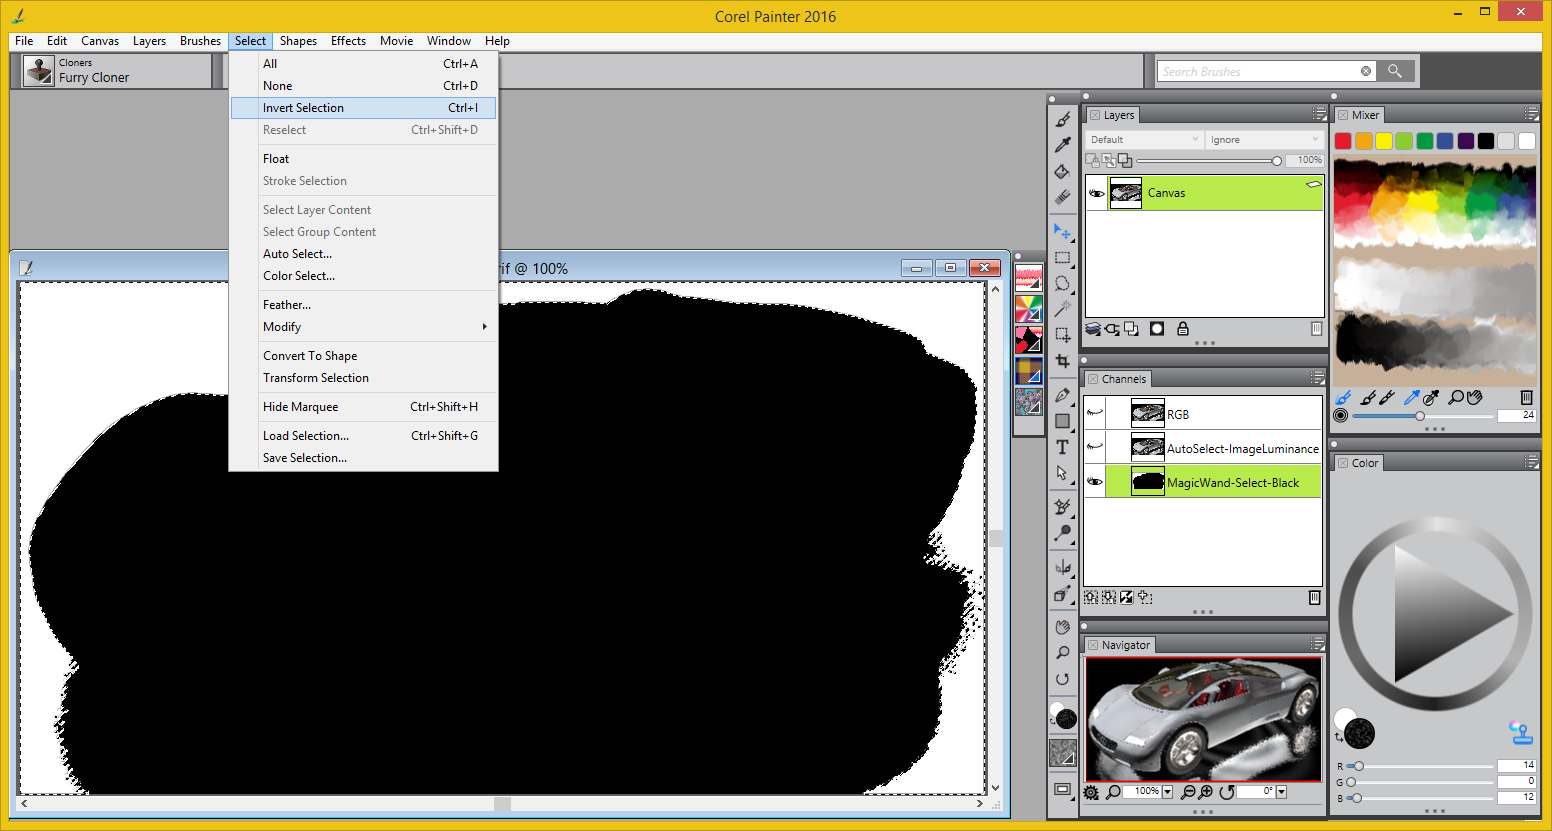 Corel Painter 2016
File Edit Canvas Layers Brushes Select Shapes Effects Movie Window Help
Cloners
Furry Cloner
Search Brushes
All Ctrl+A
None Ctrl+D
Invert Selection Ctrl+I
Reselect Ctrl+Shift+D
Float
Stroke Selection
Select Layer Content
Select Group Content
Auto Select...
Color Select...
Feather...
Modify
Convert To Shape
Transform Selection
Hide Marquee Ctrl+Shift+H
Load Selection... Ctrl+Shift+G
Save Selection...
rif @ 100%
T
Layers
Default Ignore
100%
Canvas
Channels
RGB
AutoSelect-ImageLuminance
MagicWand-Select-Black
Navigator
100% 0°
Mixer
24
Color
R 14
G 0
B 12